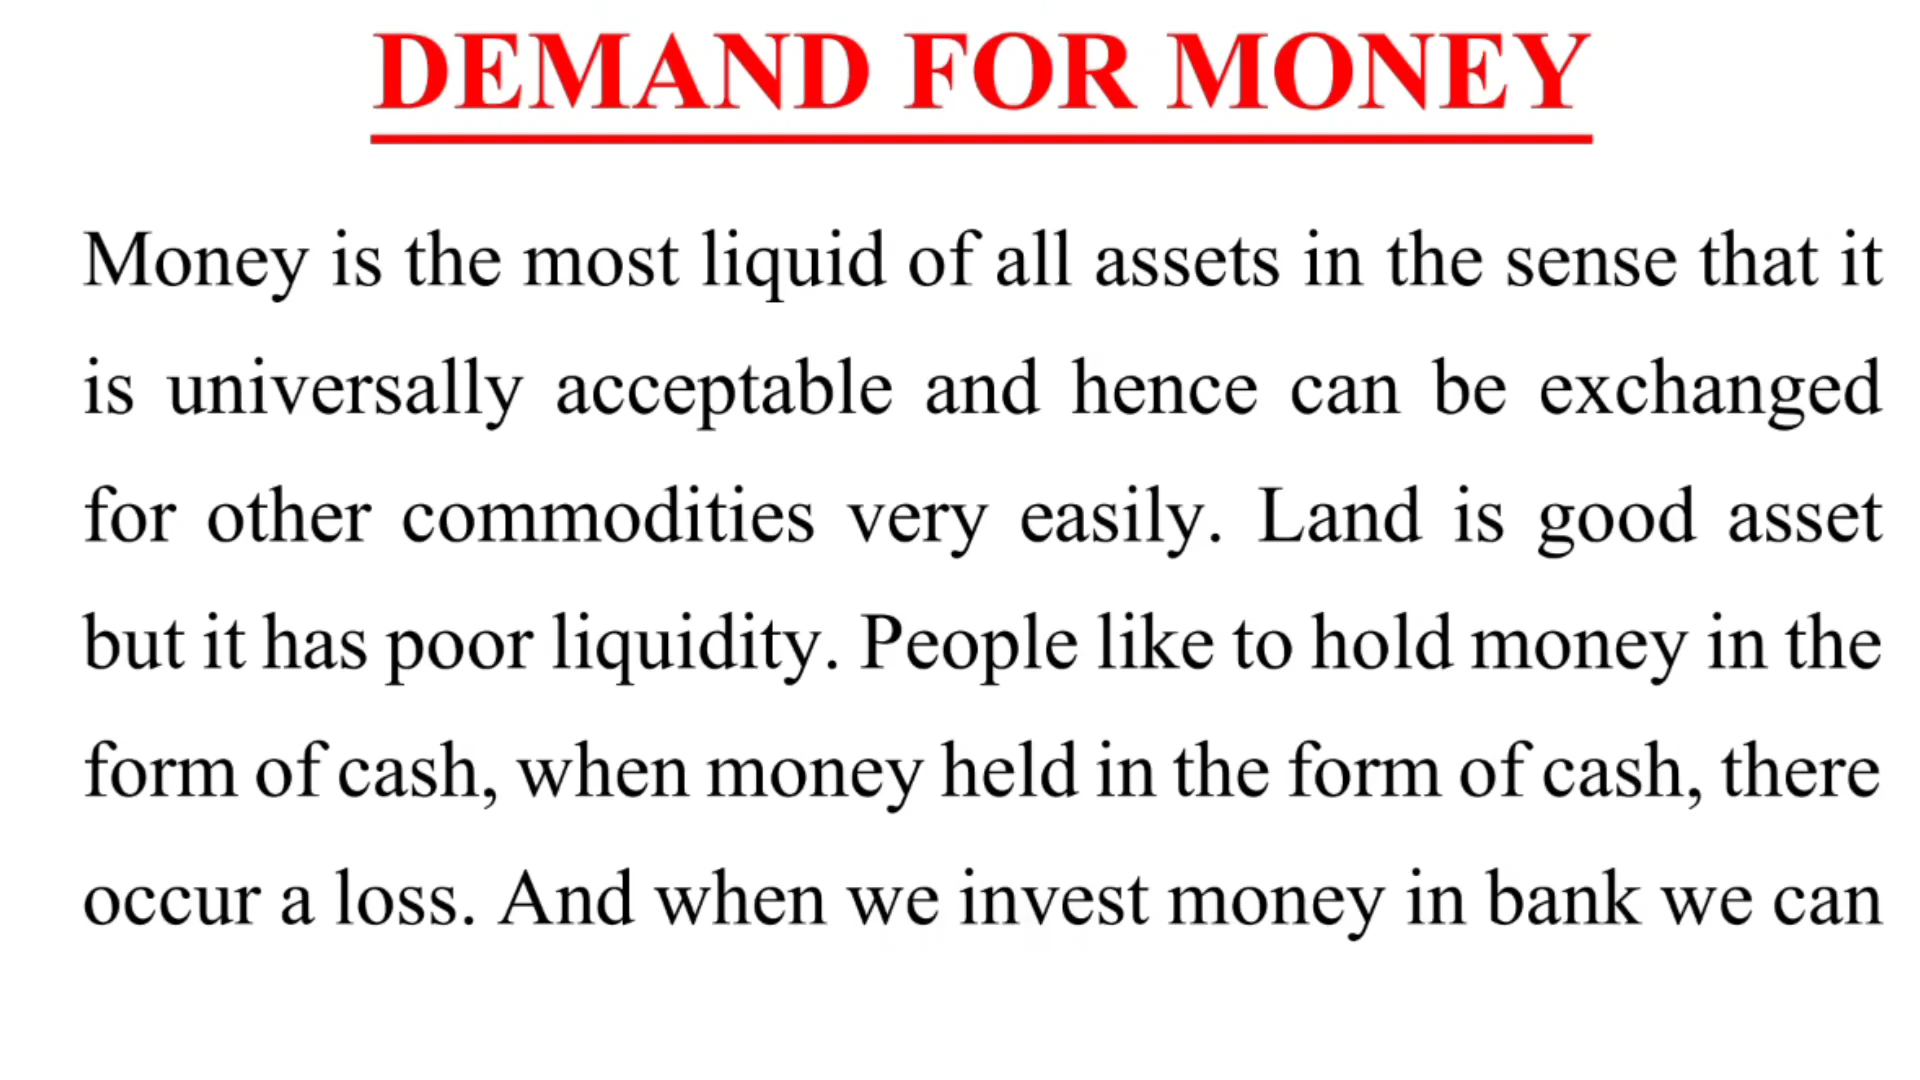 DEMAND FOR MONEY
Money is the most liquid of all assets in the sense that it
is universally acceptable and hence can be exchanged
for other commodities very easily. Land is good asset
but it has poor liquidity. People like to hold money in the
form of cash, when money held in the form of cash, there
occur a loss. And when we invest money in bank we can